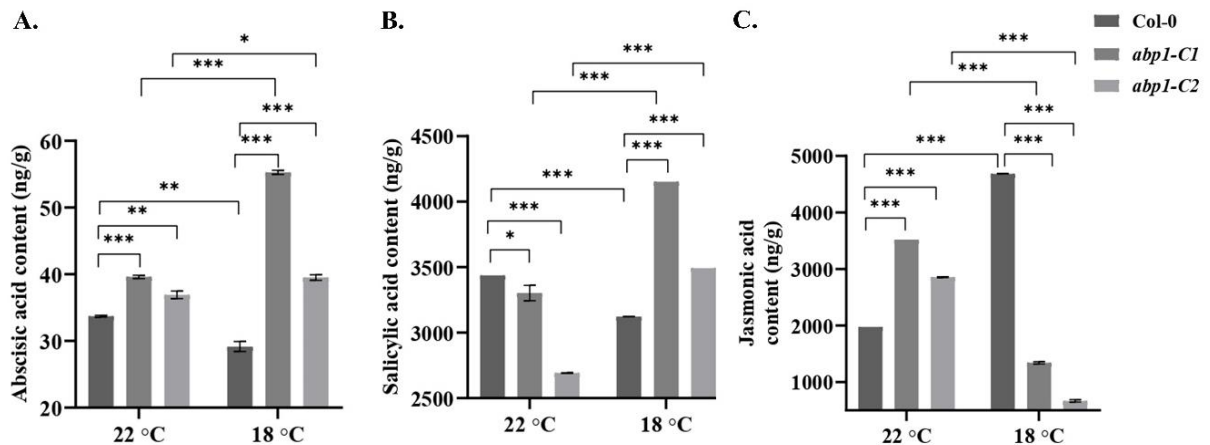 A.
Abscisic acid content (ng/g)
60
50
40
30
20
22 °C
18 °C
***
**
**
***
***
***
*
B.
Salicylic acid content (ng/g)
4500
4000
3500
3000
2500
22 °C
18 °C
*
***
***
***
***
***
***
C.
Jasmonic acid
content (ng/g)
5000
4000
3000
2000
1000
22 °C
18 °C
***
***
***
***
***
***
***
Col-0
abp1-C1
abp1-C2